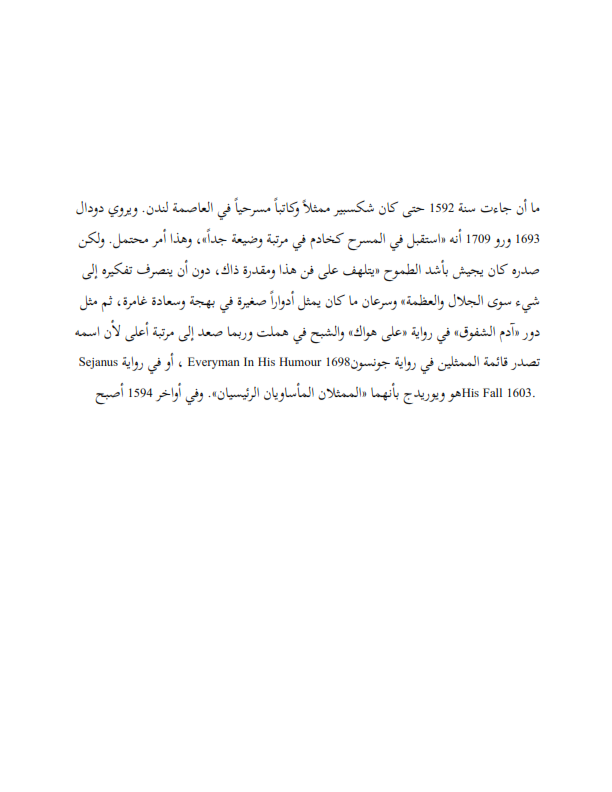 ما أن جاءت سنة 1592 حتى كان شكسبير ممثلاً وكاتباً مسرحياً في العاصمة لندن. ويروي دودال
1693 ورو 1709 أنه «استقبل في المسرح كخادم في مرتبة وضيعة جداً»، وهذا أمر محتمل. ولكن
صدره كان يجيش بأشد الطموح «يتلهف على فن هذا ومقدرة ذاك، دون أن ينصرف تفكيره إلى
شيء سوى الجلال والعظمة» وسرعان ما كان يمثل أدواراً صغيرة في بهجة وسعادة غامرة، ثم مثل
دور «آدم الشفوق» في رواية «على هواك» والشبح في هملت وربما صعد إلى مرتبة أعلى لأن اسمه
تصدر قائمة الممثلين في رواية جونسون Everyman In His Humour 1698 ، أو في رواية Sejanus
His Fall 1603. هو ويوريدج بأنهما «الممثلان المأساويان الرئيسيان». وفي أواخر 1594 أصبح